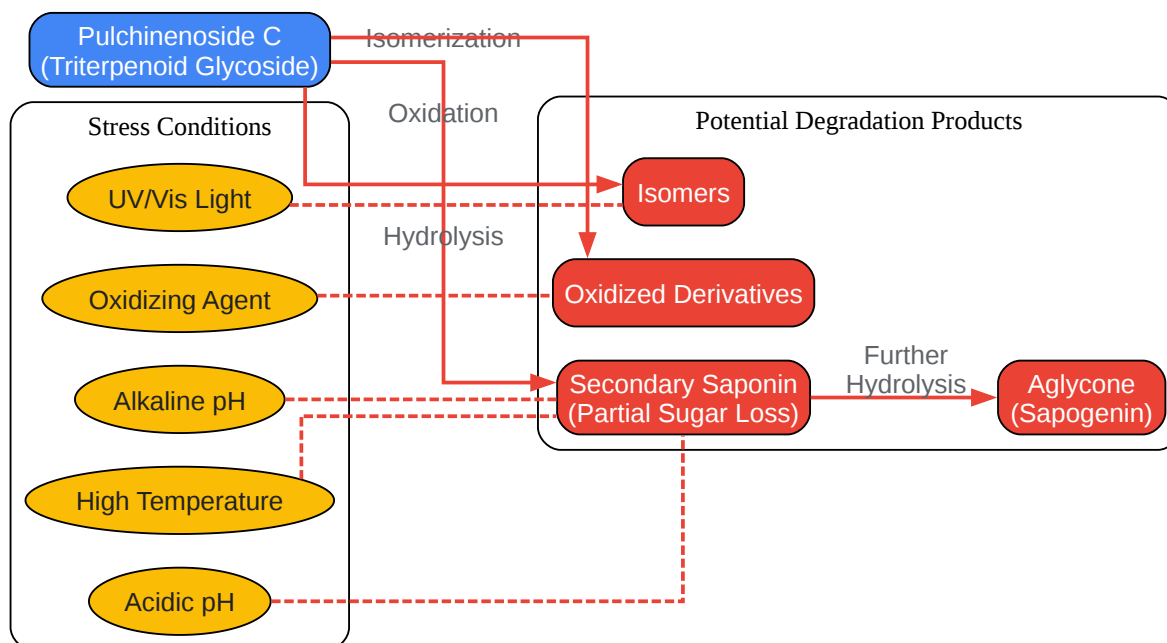 Pulchinenoside C
(Triterpenoid Glycoside)
Isomerization
Oxidation
Hydrolysis
Stress Conditions
UV/Vis Light
Oxidizing Agent
Alkaline pH
High Temperature
Acidic pH
Potential Degradation Products
Isomers
Oxidized Derivatives
Secondary Saponin
(Partial Sugar Loss)
Further
Hydrolysis
Aglycone
(Sapogenin)